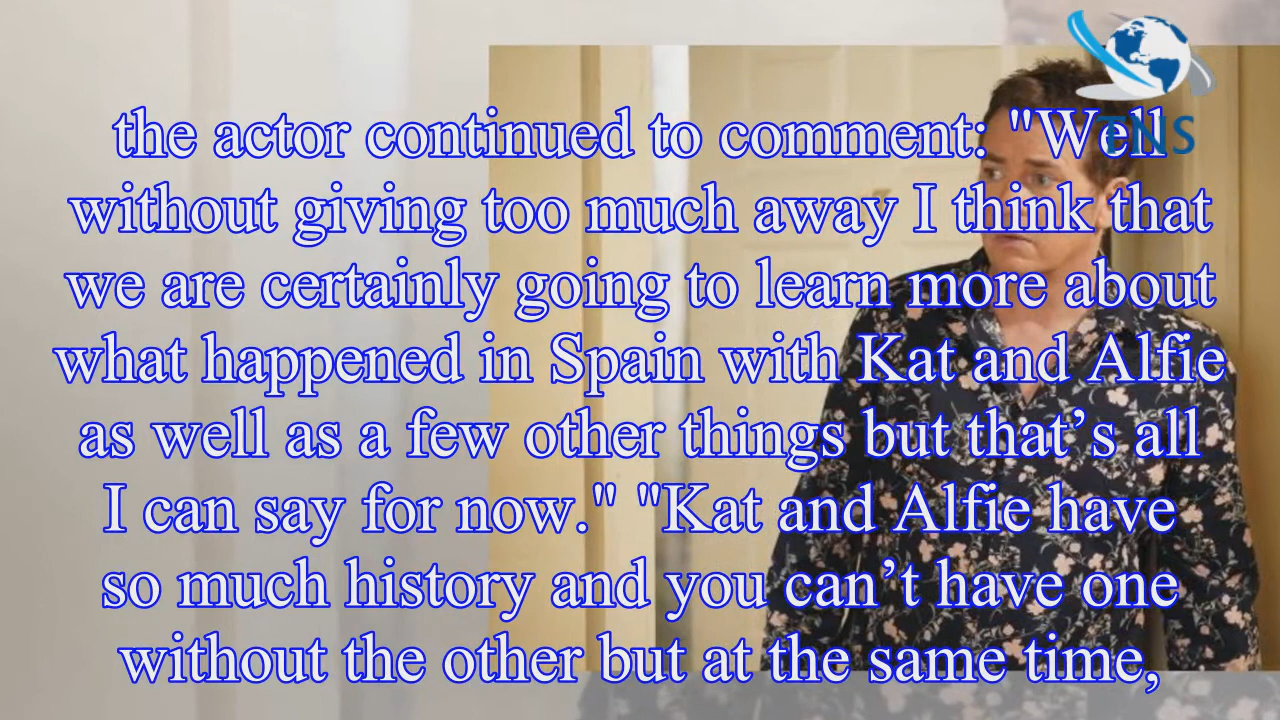 TNS
the actor continued to comment: "Well
without giving too much away I think that
we are certainly going to learn more about
what happened in Spain with Kat and Alfie
as well as a few other things but that’s all
I can say for now." "Kat and Alfie have
so much history and you can’t have one
without the other but at the same time,